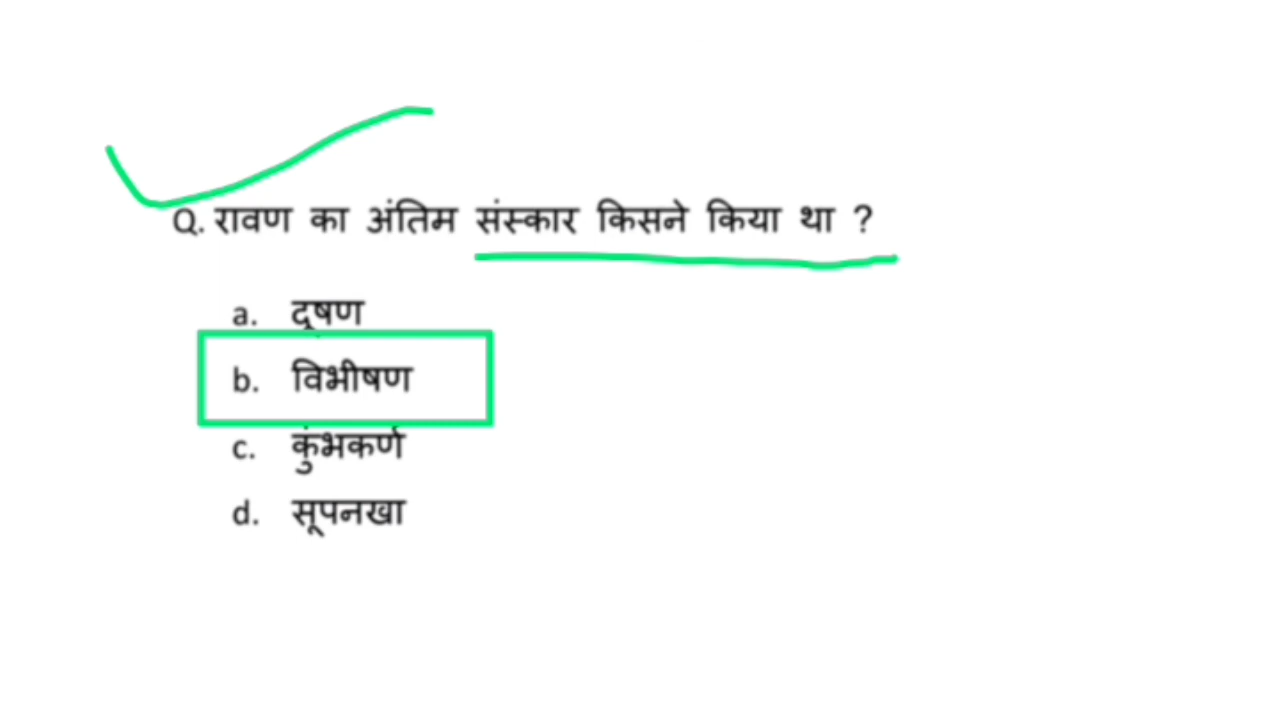 Q. रावण का अंतिम संस्कार किसने किया था ?
a. दूषण
b. विभीषण
c. कुंभकर्ण
d. सूपनखा